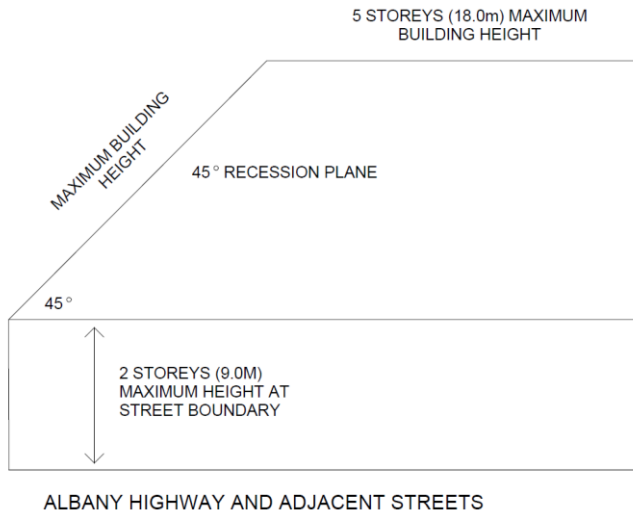 5 STOREYS (18.0m) MAXIMUM
BUILDING HEIGHT
MAXIMUM BUILDING
HEIGHT
45° RECESSION PLANE
45°
2 STOREYS (9.0M)
MAXIMUM HEIGHT AT
STREET BOUNDARY
ALBANY HIGHWAY AND ADJACENT STREETS